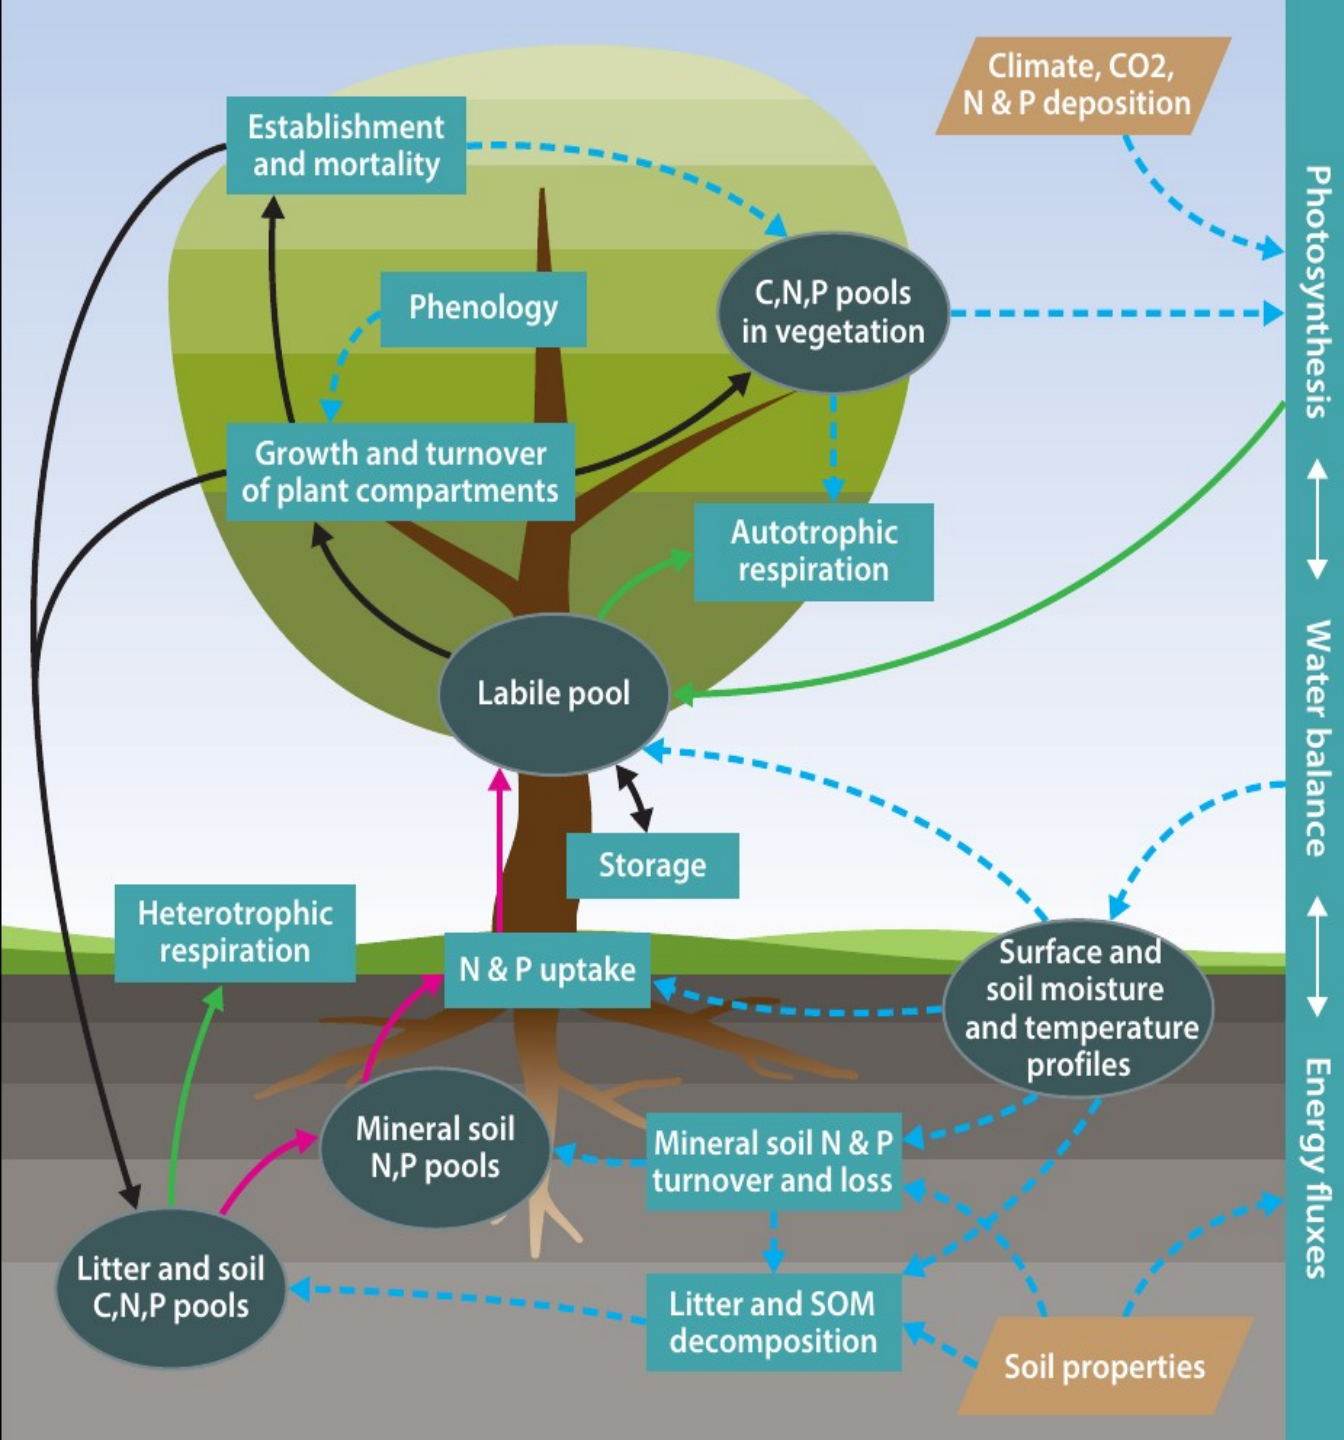 Climate, CO2,
N & P deposition
Establishment
and mortality
Phenology
C,N,P pools
in vegetation
Photosynthesis
Growth and turnover
of plant compartments
Autotrophic
respiration
Labile pool
Water balance
Storage
Heterotrophic
respiration
N & P uptake
Surface and
soil moisture
and temperature
profiles
Mineral soil
N,P pools
Mineral soil N & P
turnover and loss
Energy fluxes
Litter and soil
C,N,P pools
Litter and SOM
decomposition
Soil properties